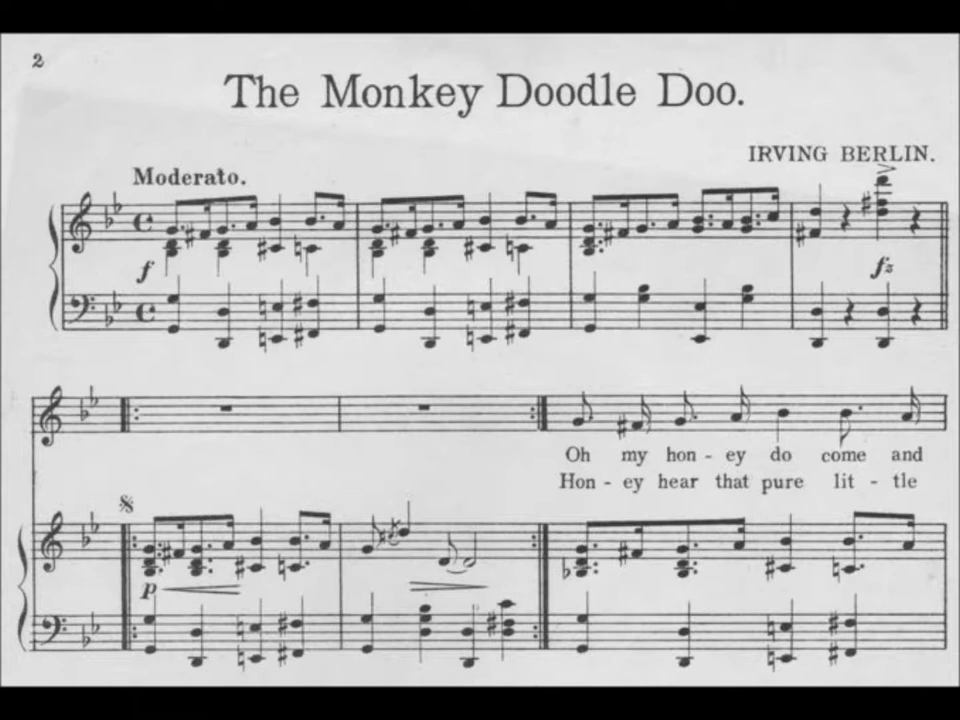 2
The Monkey Doodle Doo.
IRVING BERLIN.
Moderato.
f
fz
Oh my hon - ey do come and
Hon - ey hear that pure lit - tle
p